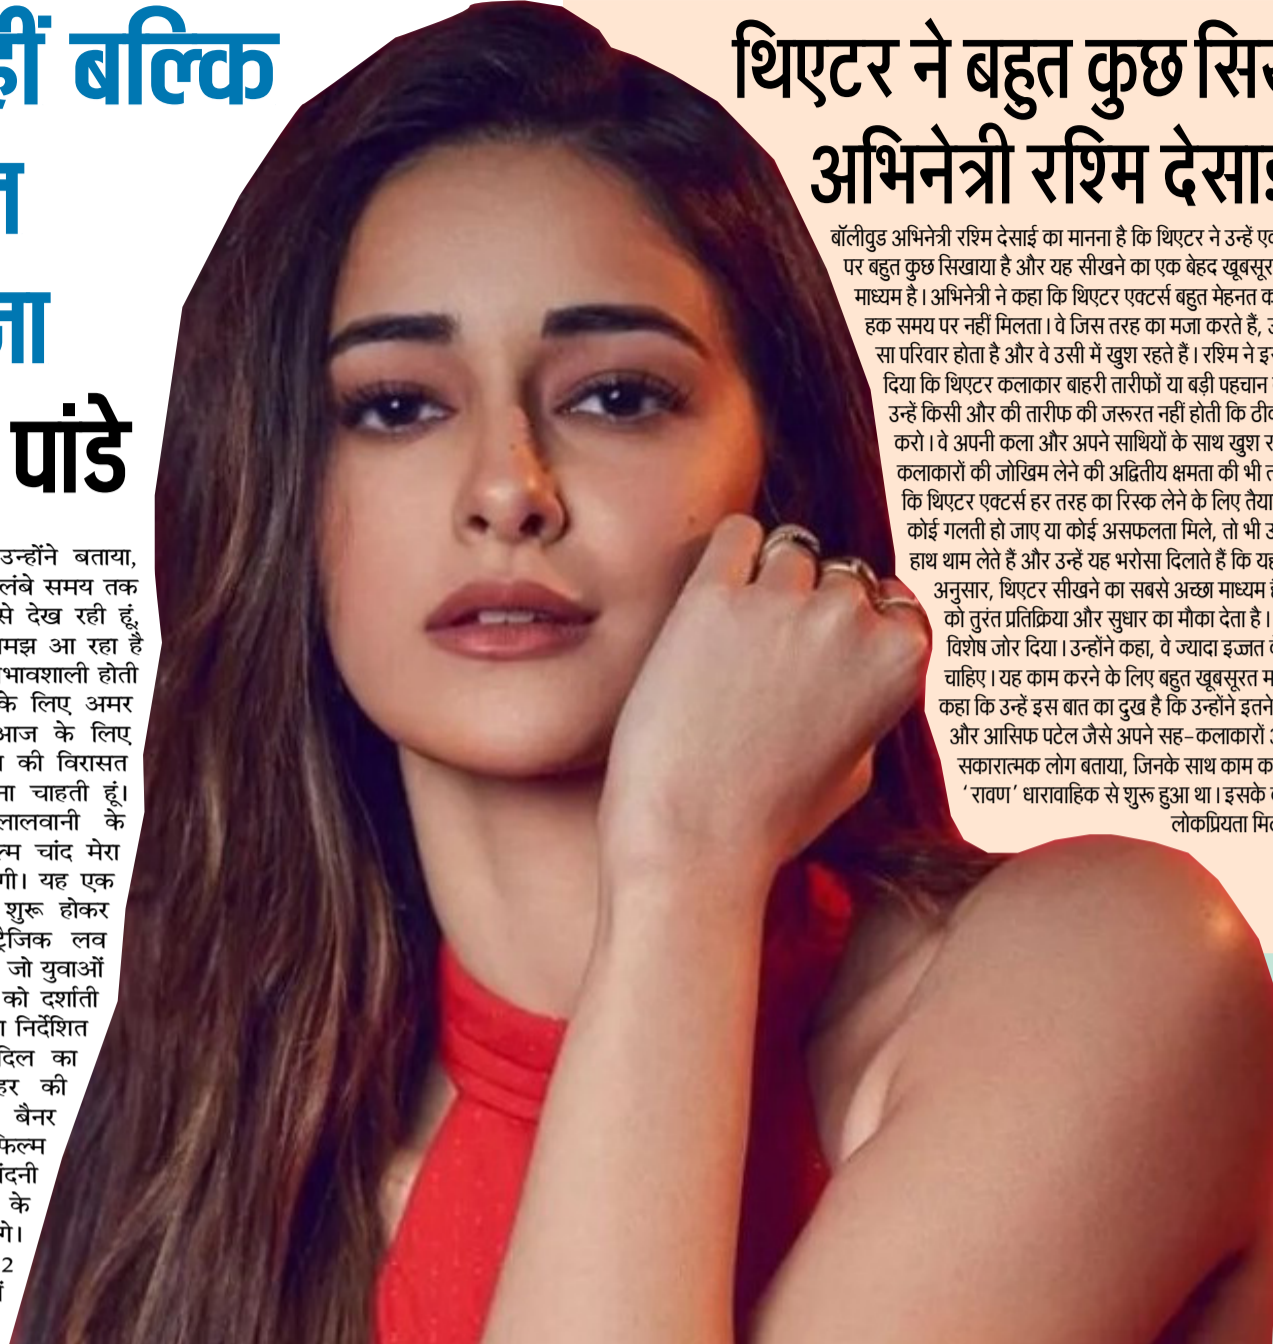 बल्कि
पांडे
उन्होंने बताया,
लंबे समय तक
से देख रही हूं,
आ रहा है
होती
के लिए अमर
आज के लिए
की विरासत
चाहती हूं।
लालवानी के
चांद मेरा
यह एक
शुरू होकर
लव
जो युवाओं
को दर्शाती
निर्देशित
का
की
बैनर
के
2
थिएटर ने बहुत कुछ
अभिनेत्री रश्मि
बॉलीवुड अभिनेत्री रश्मि देसाई का मानना है कि थिएटर ने उन्हें
पर बहुत कुछ सिखाया है और यह सीखने का एक बेहद
माध्यम है। अभिनेत्री ने कहा कि थिएटर एक्टर्स बहुत मेहनत
हक समय पर नहीं मिलता। वे जिस तरह का मजा करते हैं,
सा परिवार होता है और वे उसी में खुश रहते हैं। रश्मि ने
दिया कि थिएटर कलाकार बाहरी तारीफों या बड़ी पहचान
उन्हें किसी और की तारीफ की जरूरत नहीं होती कि
करो। वे अपनी कला और अपने साथियों के साथ खुश
कलाकारों की जोखिम लेने की अद्वितीय क्षमता की भी
कि थिएटर एक्टर्स हर तरह का रिस्क लेने के लिए
कोई गलती हो जाए या कोई असफलता मिले, तो भी
हाथ थाम लेते हैं और उन्हें यह भरोसा दिलाते हैं कि
अनुसार, थिएटर सीखने का सबसे अच्छा माध्यम
को तुरंत प्रतिक्रिया और सुधार का मौका देता है।
विशेष जोर दिया। उन्होंने कहा, वे ज्यादा इज्जत
चाहिए। यह काम करने के लिए बहुत खूबसूरत
कहा कि उन्हें इस बात का दुख है कि उन्होंने
और आसिफ पटेल जैसे अपने सह-कलाकारों
सकारात्मक लोग बताया, जिनके साथ काम
'रावण' धारावाहिक से शुरू हुआ था। इसके
लोकप्रियता